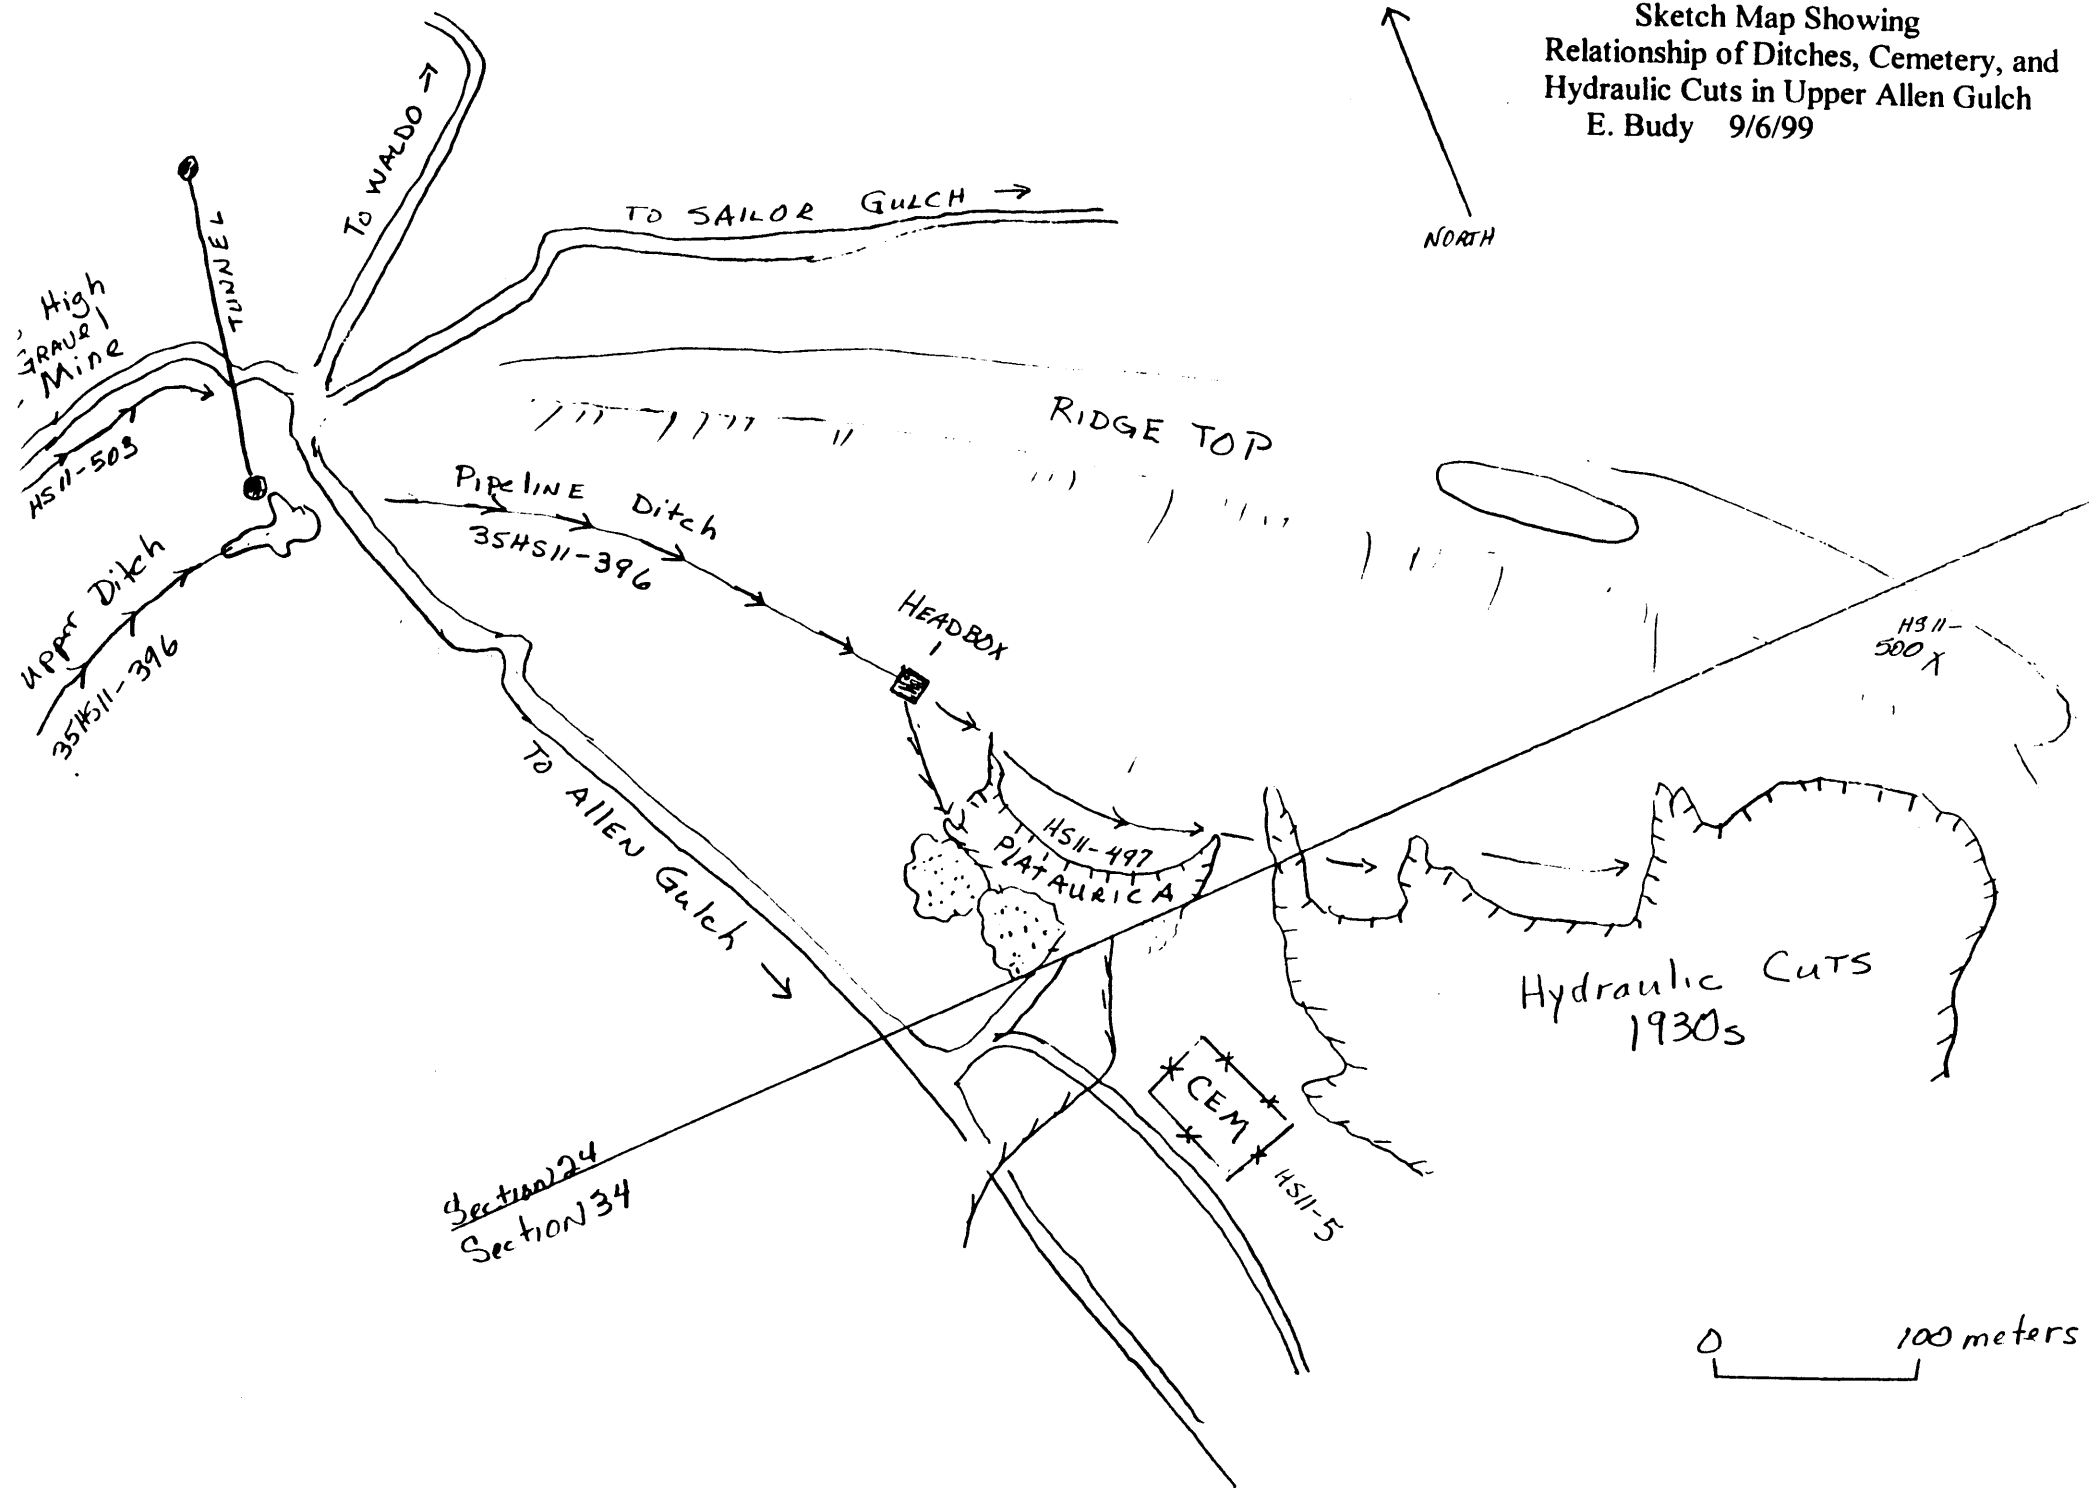 Sketch Map Showing
Relationship of Ditches, Cemetery, and
Hydraulic Cuts in Upper Allen Gulch
E. Budy 9/6/99
NORTH
TO WALDO →
TO SAILOR GULCH →
TUNNEL
High
GRAVEl
Mine
HS11-503
RIDGE TOP
PipeliNE Ditch
35HS11-396
Upper Ditch
35HS11-396
HEADBOX
HS11-
500 X
TO AllEN Gulch →
HS11-497
PlATAURICA
Hydraulic CUTS
1930s
CEM
HS11-5
Section 24
SectioN 34
0 100 meters